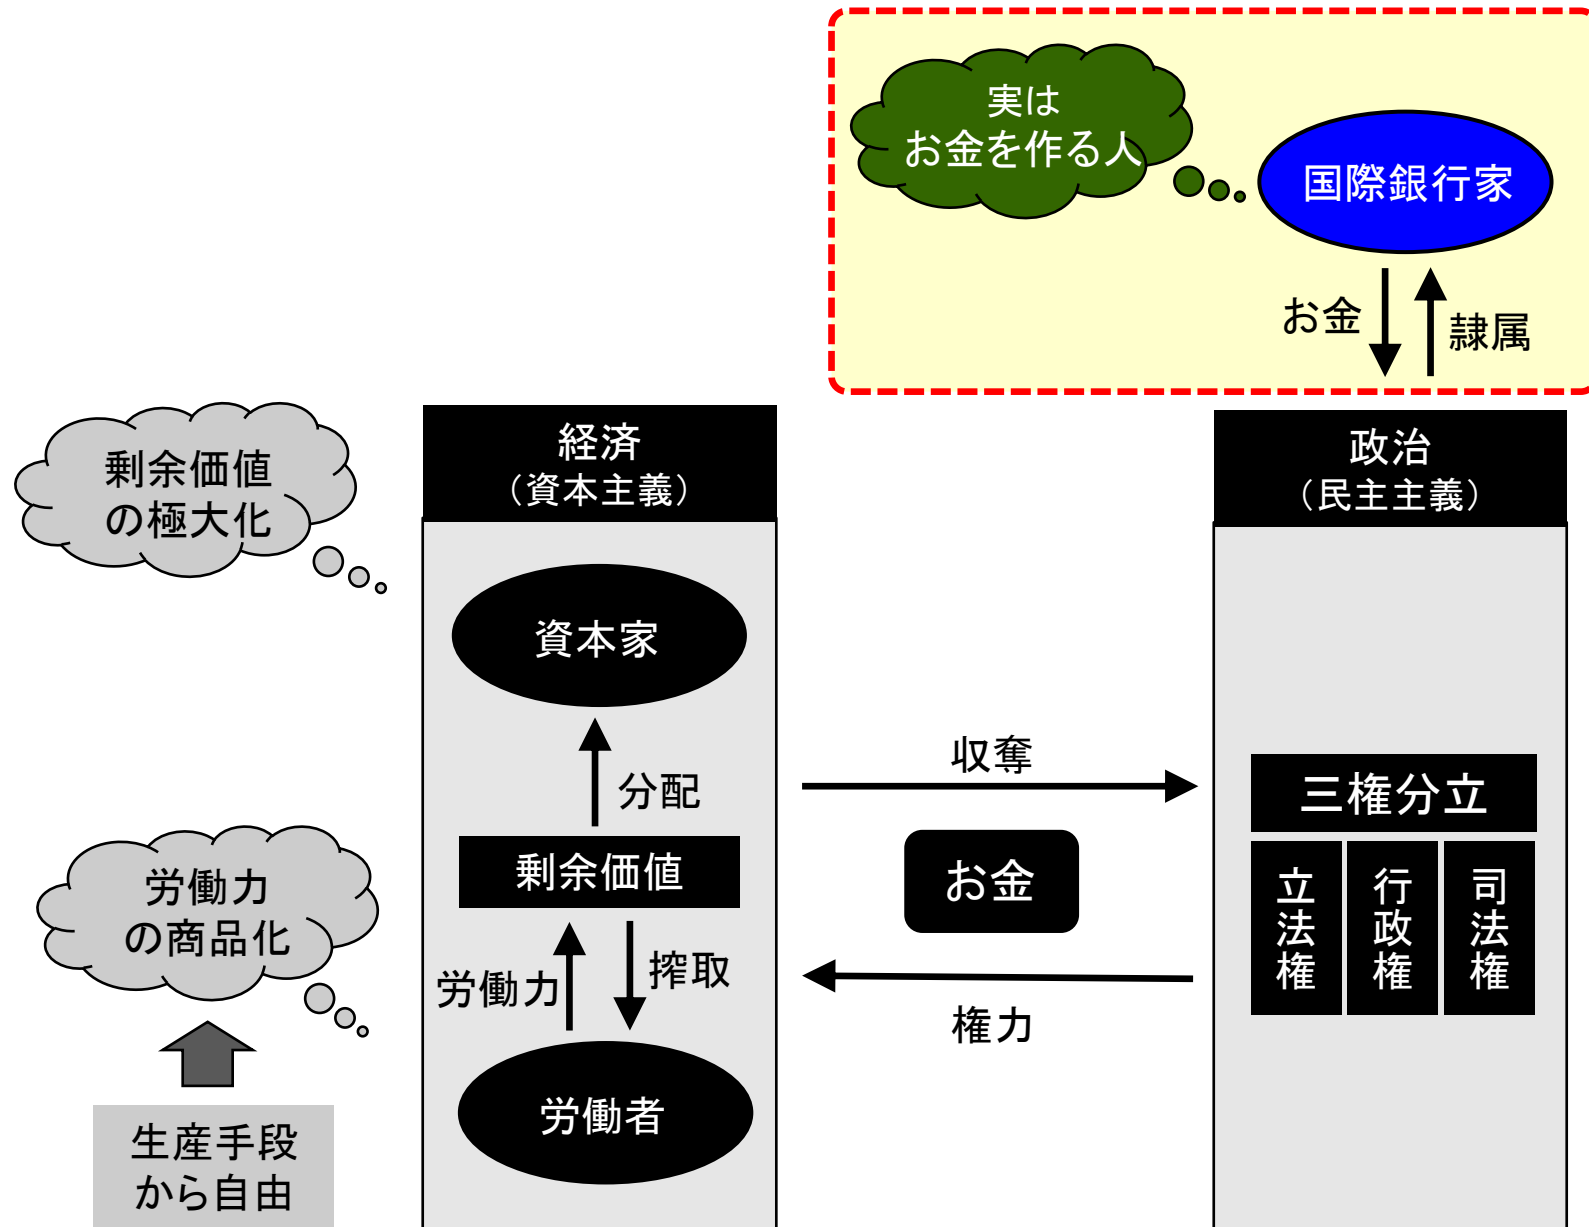 実は
お金を作る人
国際銀行家
お金
隷属
剰余価値
の極大化
経済
（資本主義）
政治
（民主主義）
資本家
分配
収奪
三権分立
剰余価値
お金
立法権
行政権
司法権
労働力
の商品化
労働力
搾取
権力
労働者
生産手段
から自由